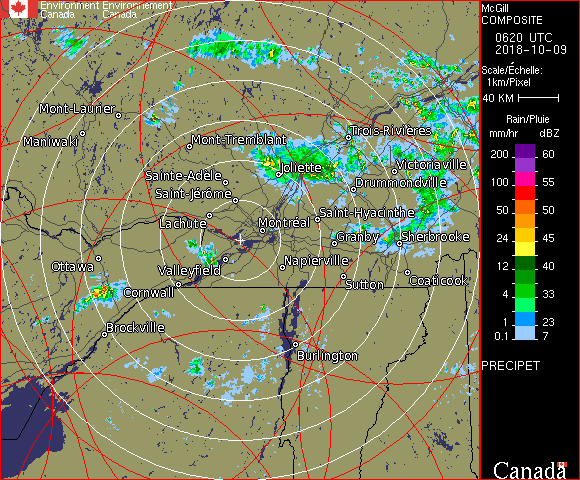 Environment Environnement
Canada Canada
McGill
COMPOSITE
0620 UTC
2018-10-09
Scale/Échelle:
1km/Pixel
40 KM
Rain/Pluie
mm/hr dBZ
200 60
100 55
50 50
24 45
12 40
4 33
1 23
0.1 7
PRECIPET
Canada
Mont-Laurier
Maniwaki
Mont-Tremblant
Trois-Rivières
Sainte-Adèle
Joliette
Victoriaville
Drummondville
Saint-Jérôme
Lachute
Montréal
Saint-Hyacinthe
Granby
Sherbrooke
Ottawa
Valleyfield
Napierville
Cornwall
Sutton
Coaticook
Brockville
Burlington